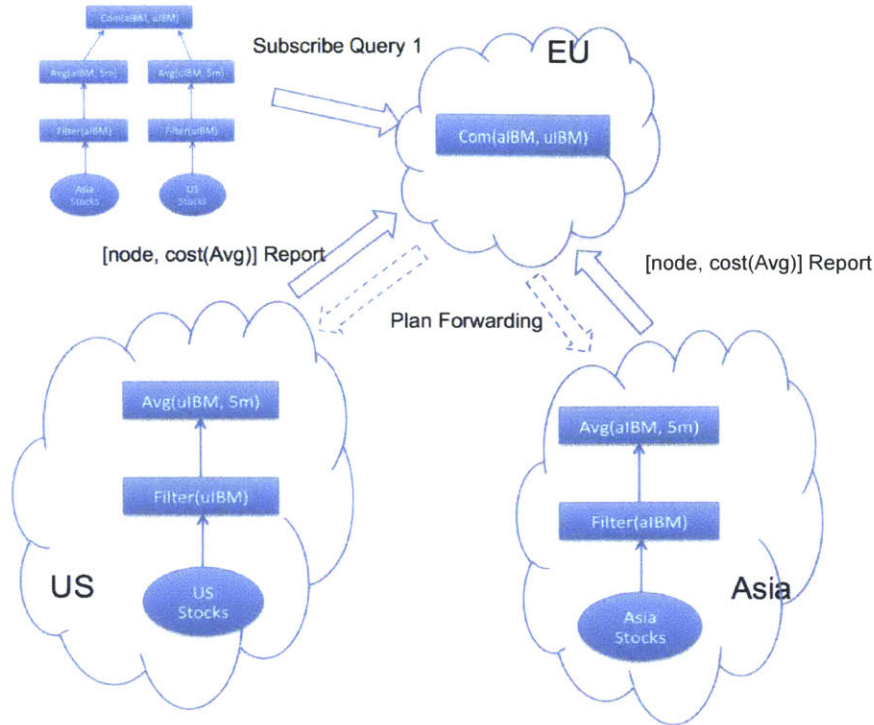 Com(aIBM, uIBM)
Avg(aIBM, 5m)
Avg(uIBM, 5m)
Filter(aIBM)
Filter(uIBM)
Asia
Stocks
US
Stocks
Subscribe Query 1
EU
Com(aIBM, uIBM)
[node, cost(Avg)] Report
[node, cost(Avg)] Report
Plan Forwarding
Avg(uIBM, 5m)
Filter(uIBM)
US
Stocks
US
Avg(aIBM, 5m)
Filter(aIBM)
Asia
Stocks
Asia